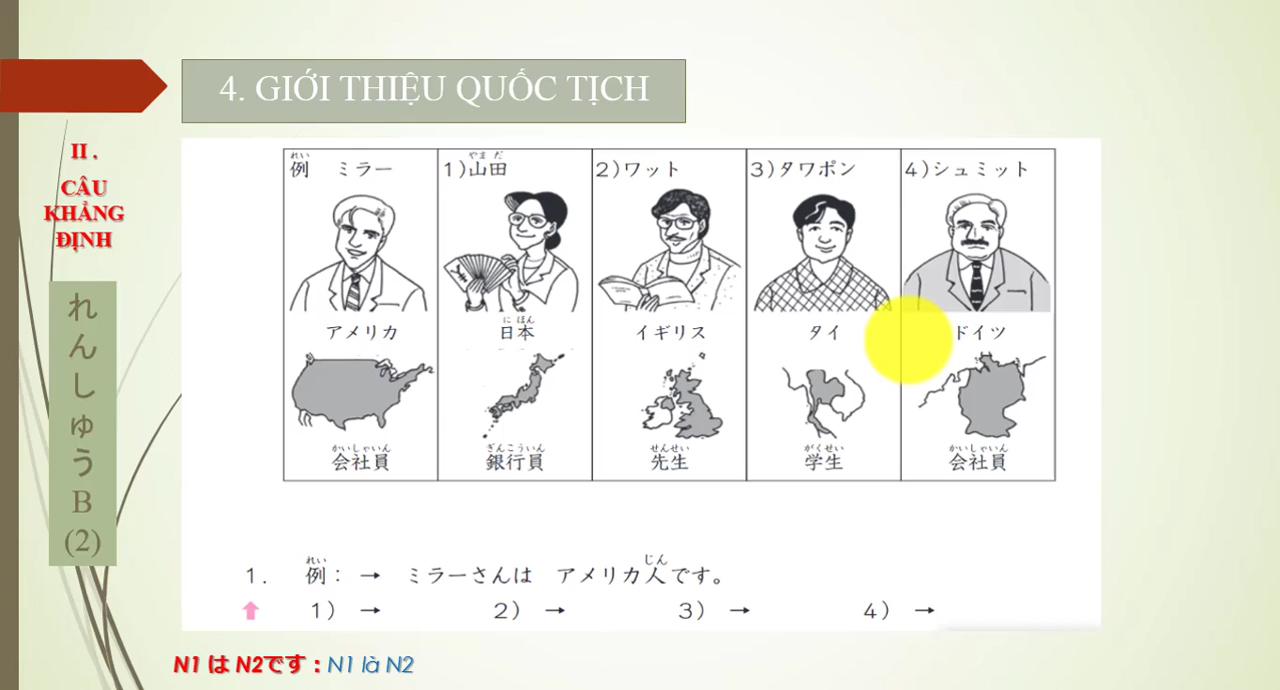 4. GIỚI THIỆU QUỐC TỊCH
II .
CÂU
KHẲNG
ĐỊNH
れ
ん
し
ゅ
う
B
(2)
れい
例 ミラー
やま だ
1)山田
2)ワット
3)タワポン
4)シュミット
アメリカ
に ほん
日本
イギリス
タイ
ドイツ
かいしゃいん
会社員
ぎんこういん
銀行員
せんせい
先生
がくせい
学生
かいしゃいん
会社員
れい じん
1. 例： → ミラーさんは アメリカ人です。
1) → 2) → 3) → 4) →
N1 は N2です : N1 là N2